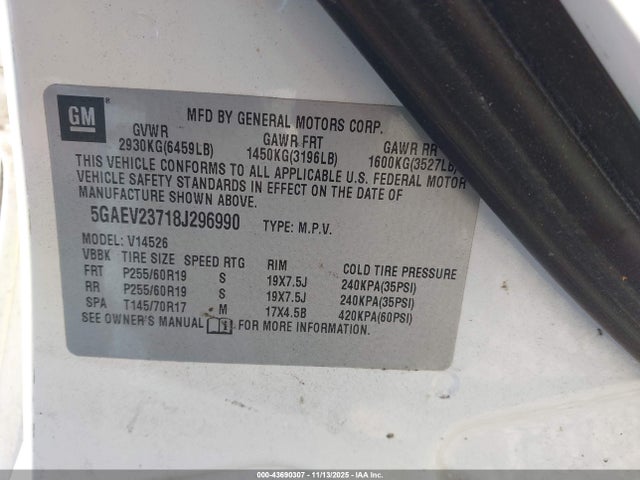 GM ®
MFD BY GENERAL MOTORS CORP.
GVWR GAWR FRT GAWR RR
2930KG(6459LB) 1450KG(3196LB) 1600KG(3527LB)
THIS VEHICLE CONFORMS TO ALL APPLICABLE U.S. FEDERAL MOTOR
VEHICLE SAFETY STANDARDS IN EFFECT ON THE DATE OF
MANUFACTURE SHOWN ABOVE.
5GAEV23718J296990 TYPE: M.P.V.
MODEL: V14526
VBBK TIRE SIZE SPEED RTG RIM COLD TIRE PRESSURE
FRT P255/60R19 S 19X7.5J 240KPA(35PSI)
RR P255/60R19 S 19X7.5J 240KPA(35PSI)
SPA T145/70R17 M 17X4.5B 420KPA(60PSI)
SEE OWNER'S MANUAL i FOR MORE INFORMATION.
000-43690307 - 11/13/2025 - IAA Inc.